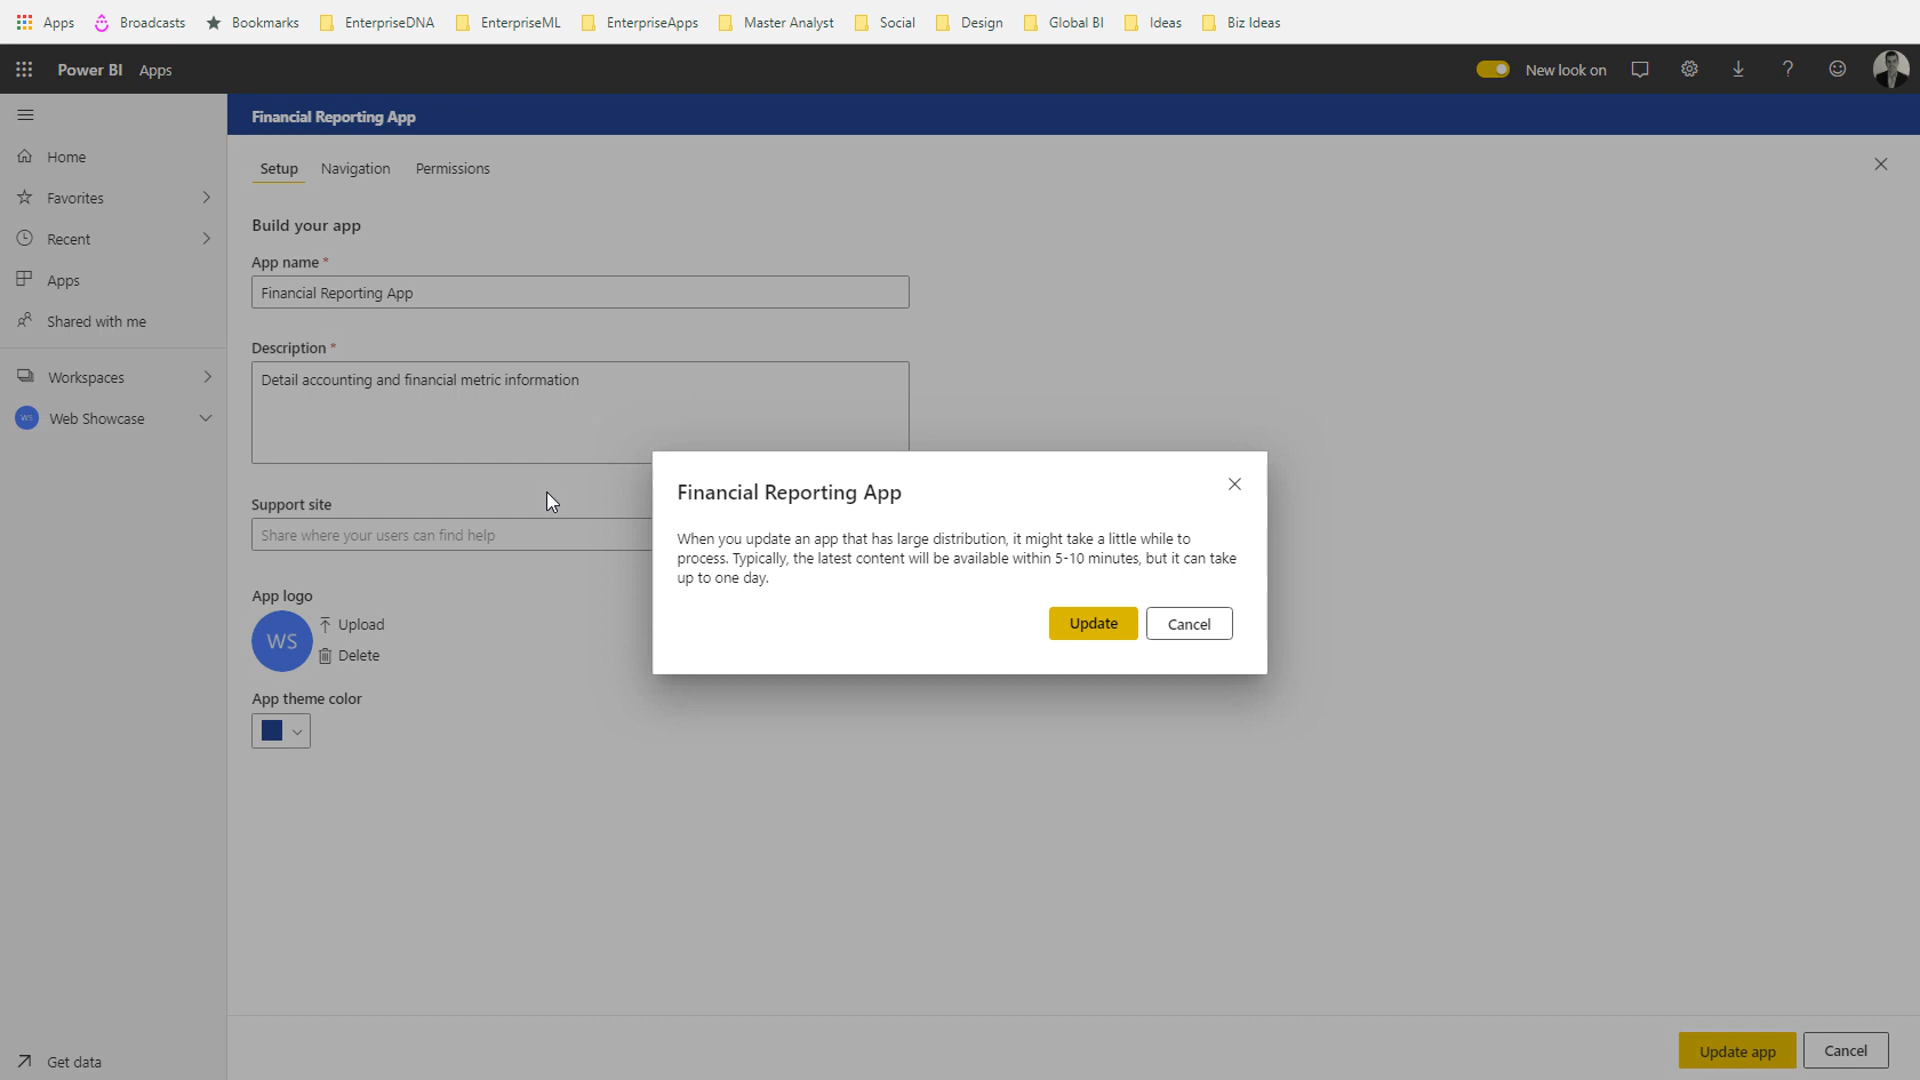 Apps Broadcasts Bookmarks EnterpriseDNA EnterpriseML EnterpriseApps Master Analyst Social Design Global BI Ideas Biz Ideas
Power BI Apps New look on
Financial Reporting App
Home
Favorites
Recent
Apps
Shared with me
Workspaces
WS Web Showcase
Get data
Setup Navigation Permissions
Build your app
App name *
Financial Reporting App
Description *
Detail accounting and financial metric information
Support site
Share where your users can find help
App logo
WS
Upload
Delete
App theme color
Financial Reporting App
When you update an app that has large distribution, it might take a little while to
process. Typically, the latest content will be available within 5-10 minutes, but it can take
up to one day.
Update Cancel
Update app Cancel